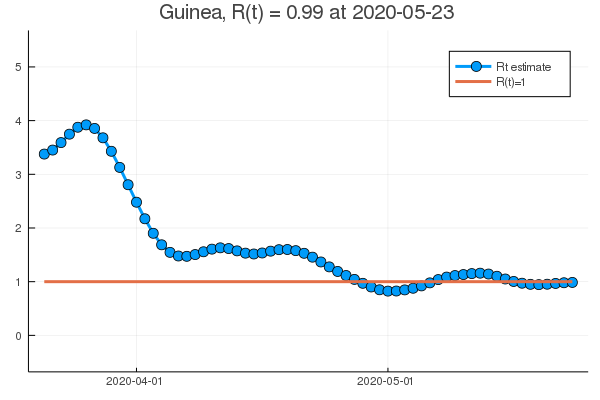 Guinea, R(t) = 0.99 at 2020-05-23
Rt estimate
R(t)=1
5
4
3
2
1
0
2020-04-01
2020-05-01